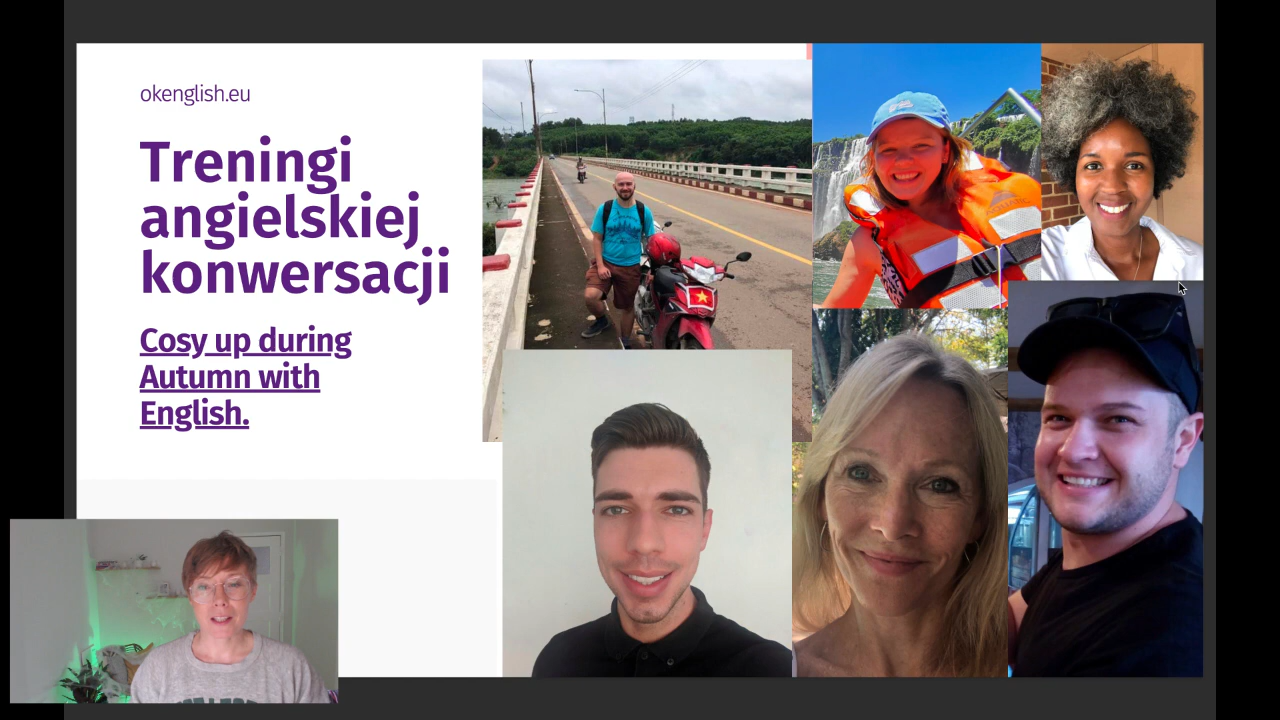 okenglish.eu
Treningi
angielskiej
konwersacji
Cosy up during
Autumn with
English.